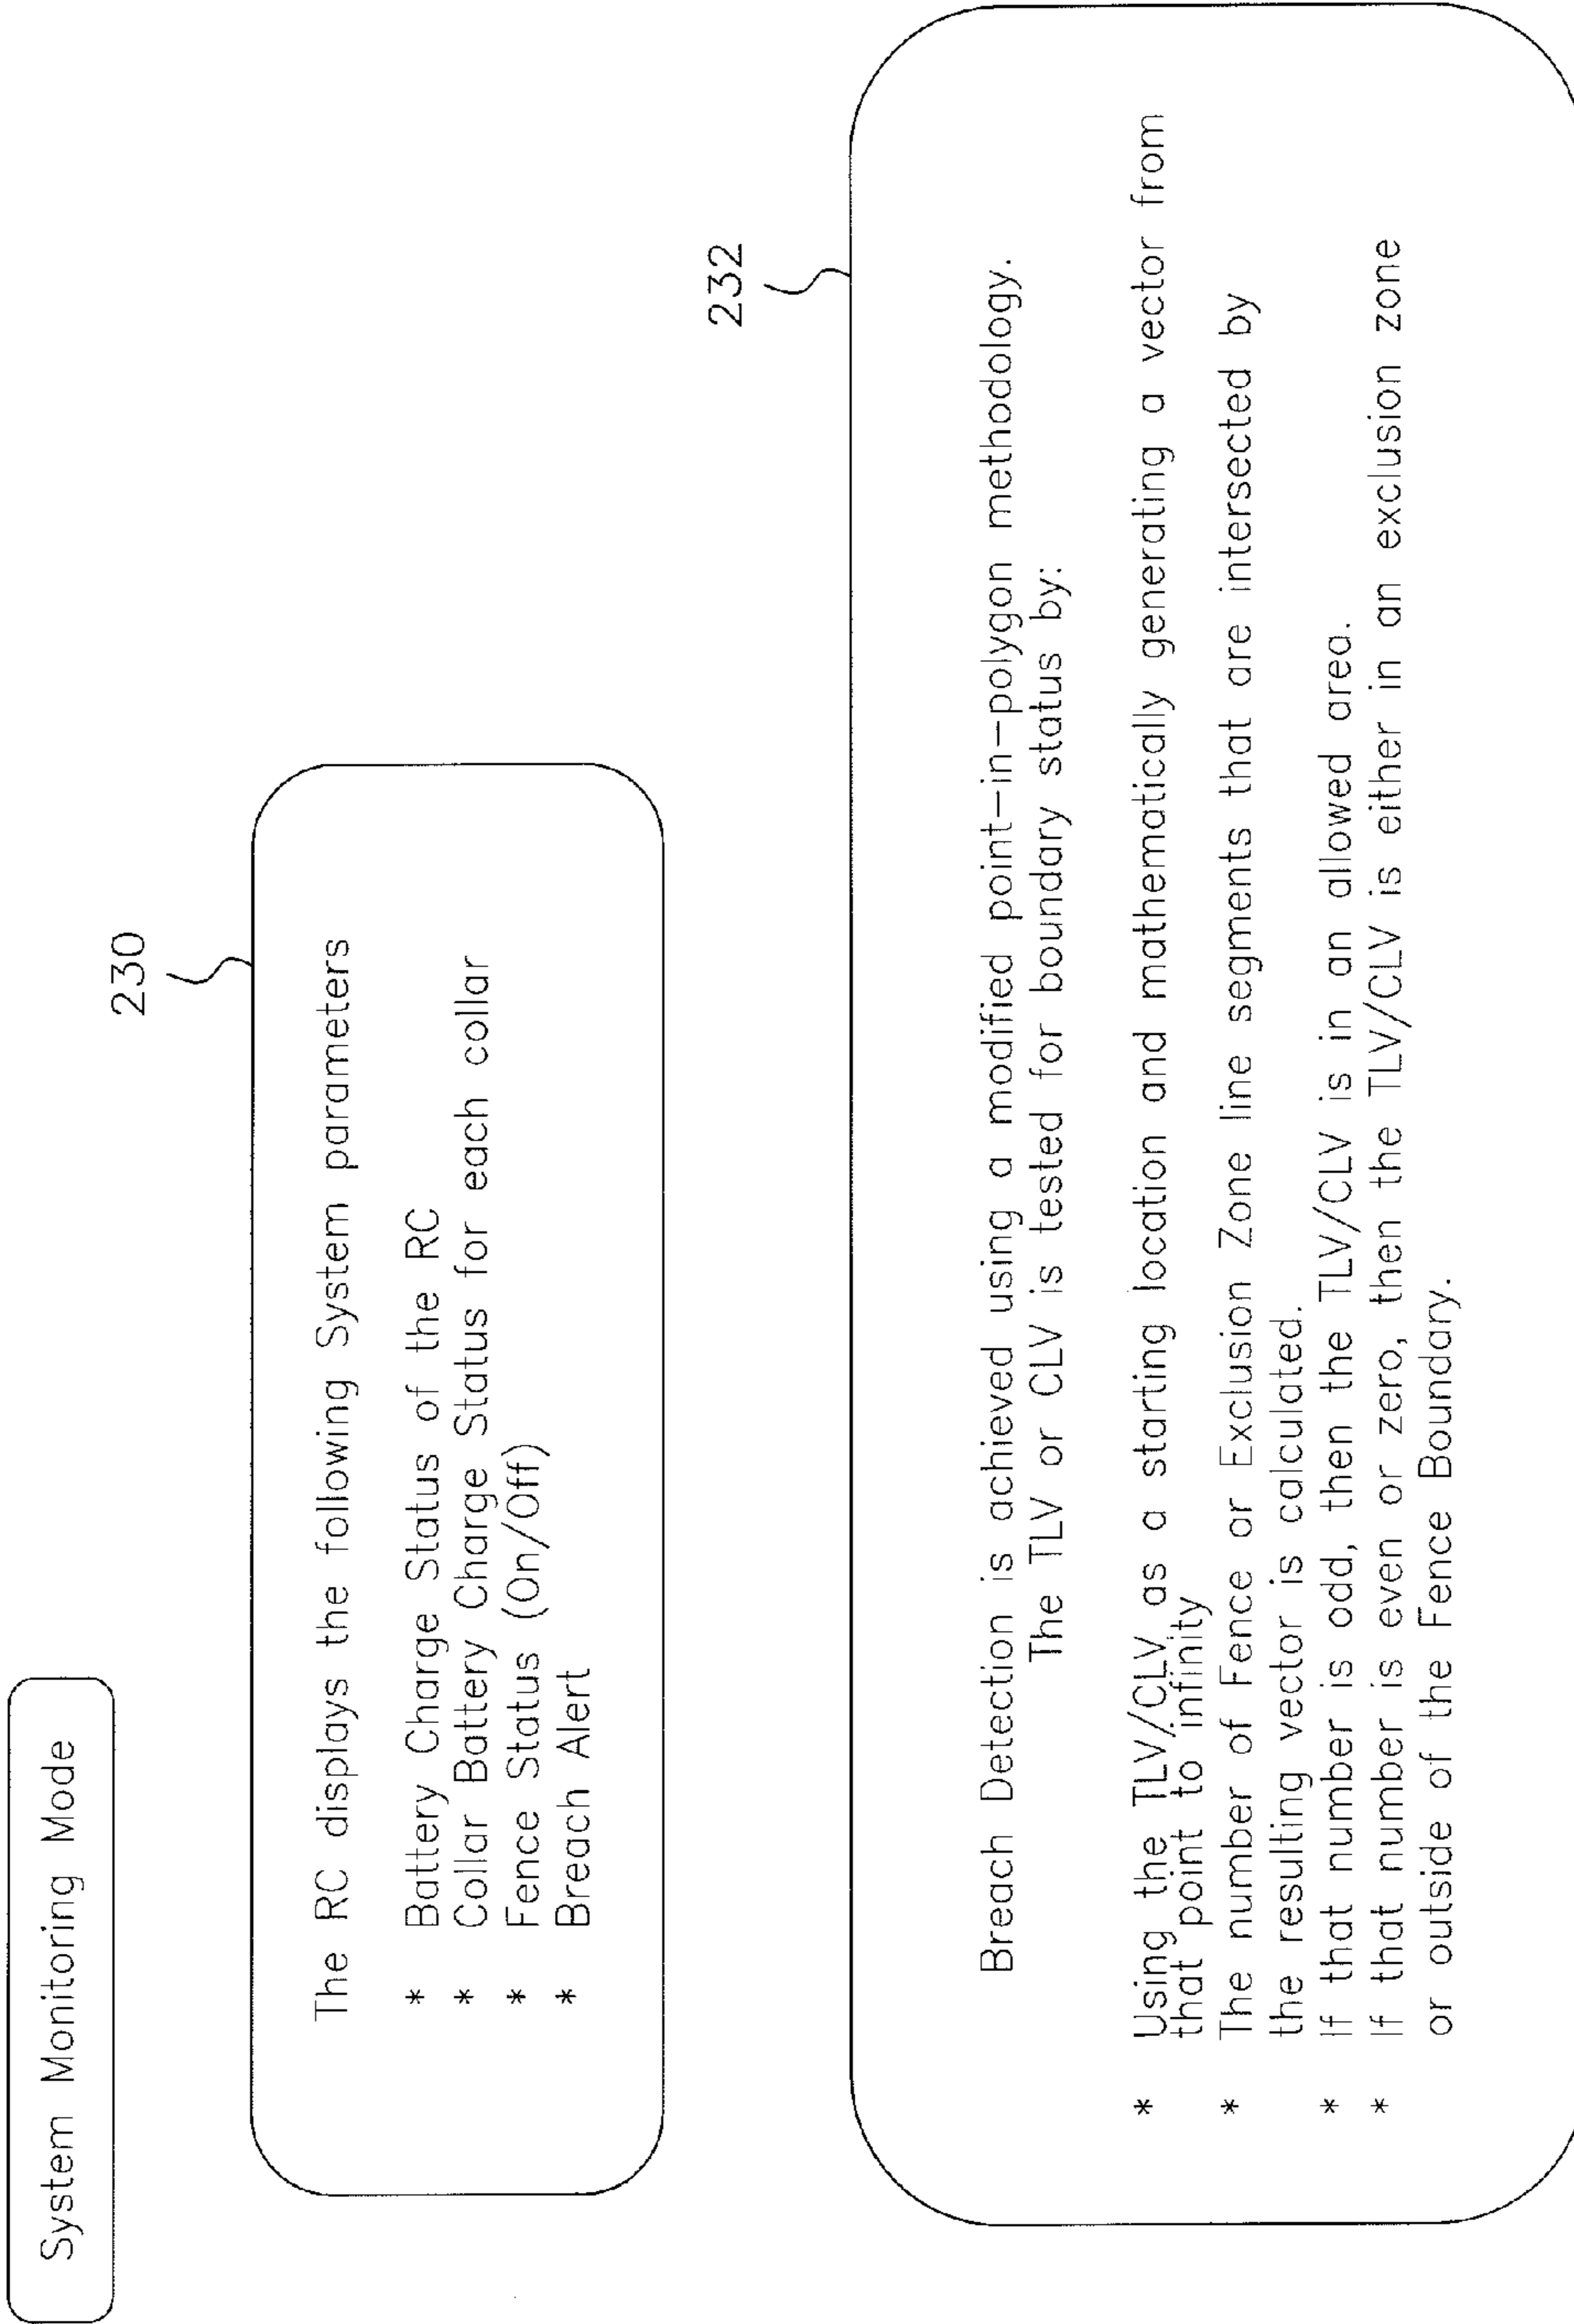 System Monitoring Mode
230
The RC displays the following System parameters
* Battery Charge Status of the RC
* Collar Battery Charge Status for each collar
* Fence Status (On/Off)
* Breach Alert
232
Breach Detection is achieved using a modified point-in-polygon methodology.
The TLV or CLV is tested for boundary status by:
* Using the TLV/CLV as a starting location and mathematically generating a vector from
that point to infinity
* The number of Fence or Exclusion Zone line segments that are intersected by
the resulting vector is calculated.
* If that number is odd, then the TLV/CLV is in an allowed area.
* If that number is even or zero, then the TLV/CLV is either in an exclusion zone
or outside of the Fence Boundary.